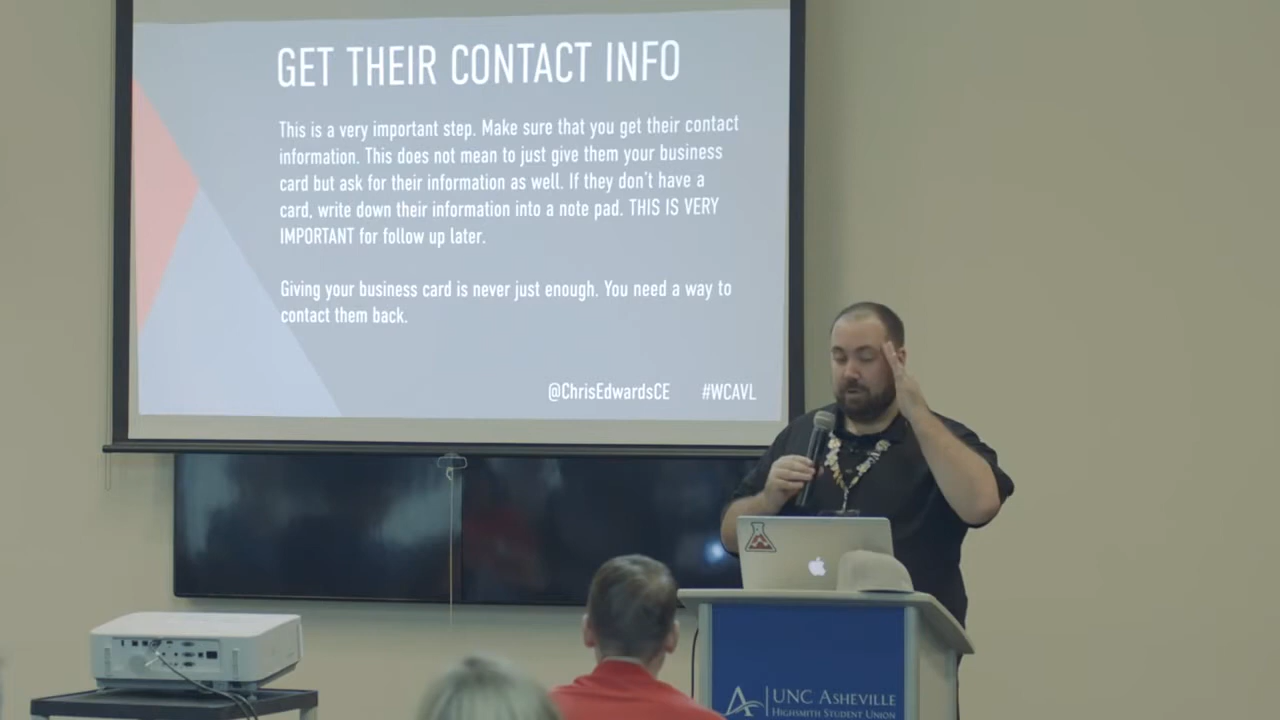 GET THEIR CONTACT INFO
This is a very important step. Make sure that you get their contact
information. This does not mean to just give them your business
card but ask for their information as well. If they don't have a
card, write down their information into a note pad. THIS IS VERY
IMPORTANT for follow up later.
Giving your business card is never just enough. You need a way to
contact them back.
@ChrisEdwardsCE #WCAVL
UNC ASHEVILLE
HIGHSMITH STUDENT UNION